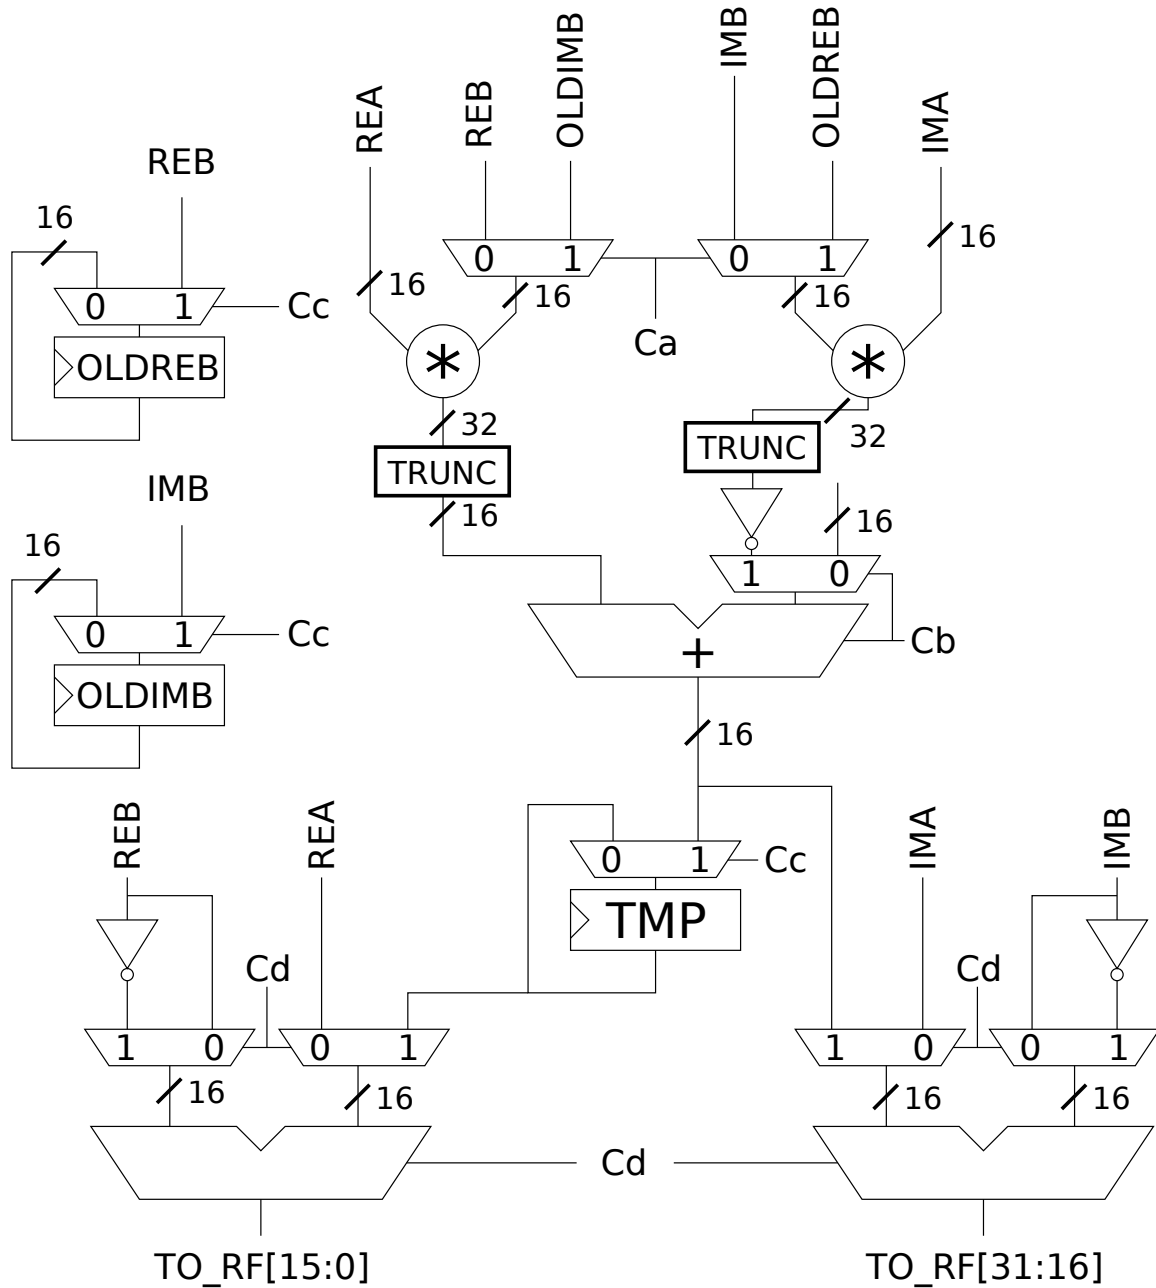 REA
REB
OLDIMB
IMB
OLDREB
IMA
REB
16
0 1
Cc
OLDREB
16
0 1
16
Ca
0 1
16
16
*
*
32
TRUNC
16
32
TRUNC
16
1 0
+
Cb
16
IMB
16
0 1
Cc
OLDIMB
REB
REA
0 1
Cc
TMP
IMA
IMB
Cd
1 0
0 1
16
16
Cd
1 0
0 1
16
16
Cd
TO_RF[15:0]
TO_RF[31:16]